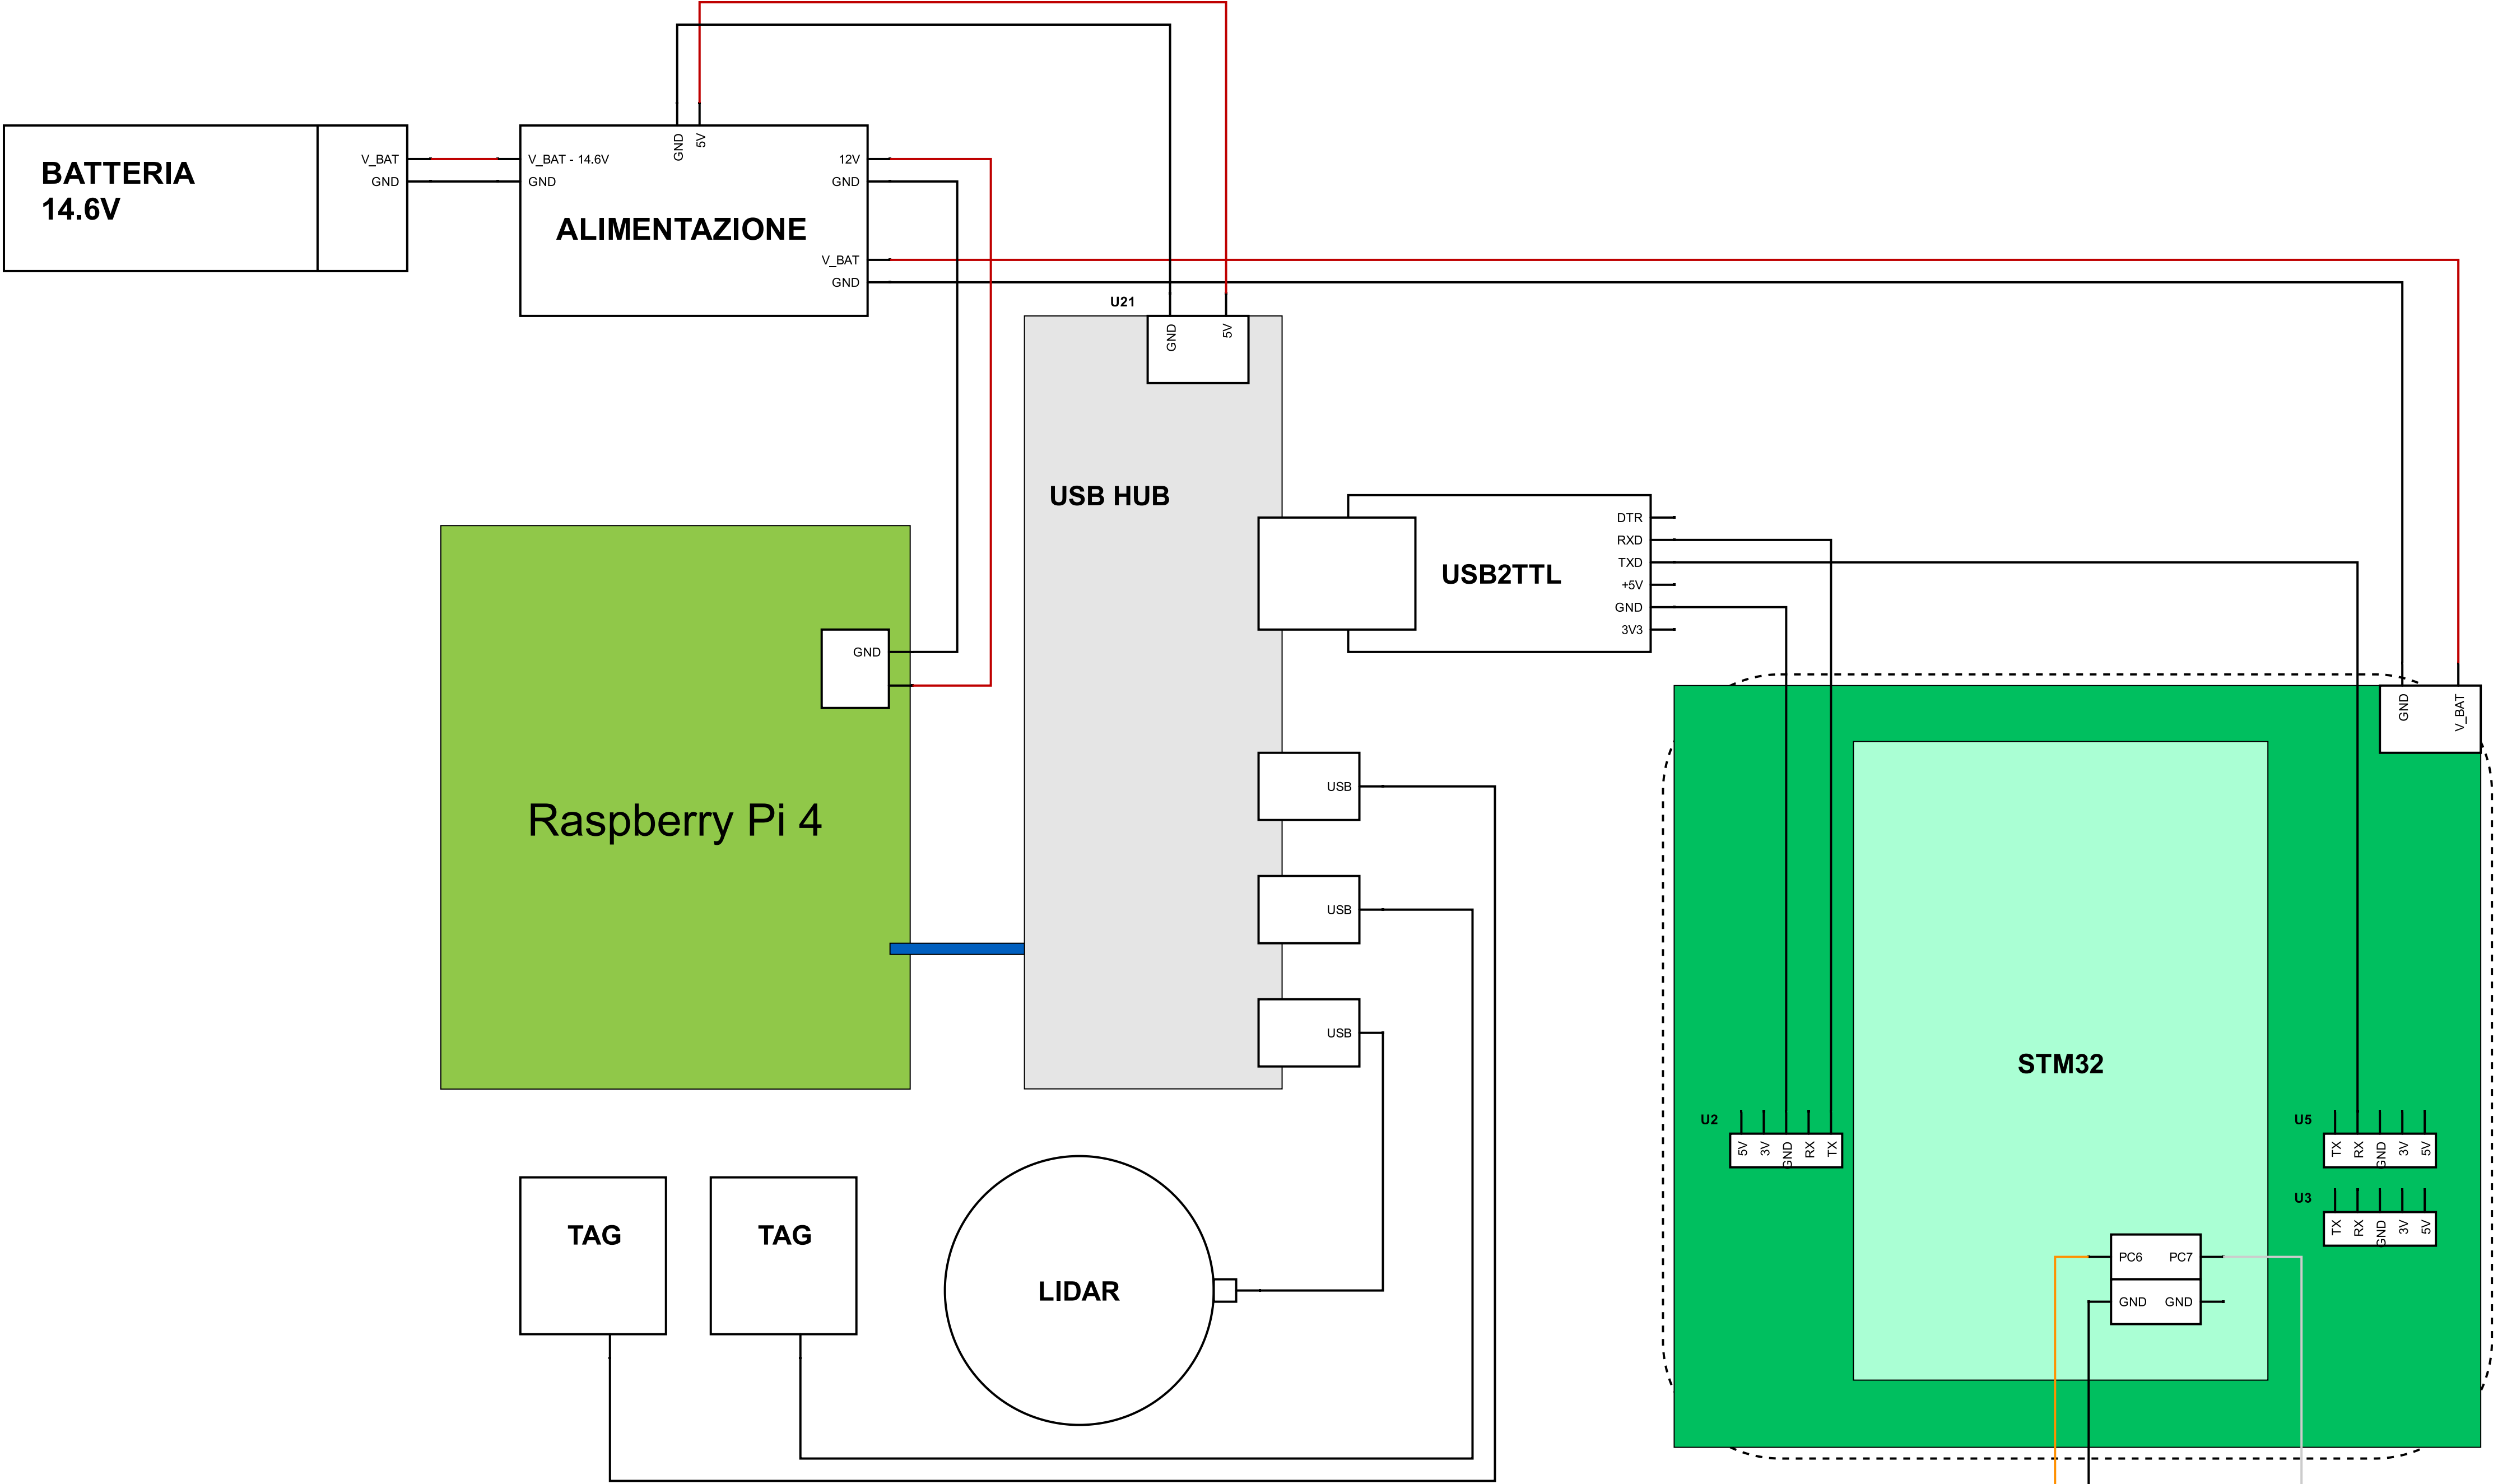 BATTERIA
14.6V
V_BAT
GND
V_BAT - 14.6V
GND
GND
5V
12V
GND
ALIMENTAZIONE
V_BAT
GND
U21
GND
5V
USB HUB
USB2TTL
DTR
RXD
TXD
+5V
GND
3V3
GND
Raspberry Pi 4
USB
USB
USB
GND
V_BAT
STM32
U2
5V
3V
GND
RX
TX
U5
TX
RX
GND
3V
5V
U3
TX
RX
GND
3V
5V
PC6
PC7
GND
GND
TAG
TAG
LIDAR